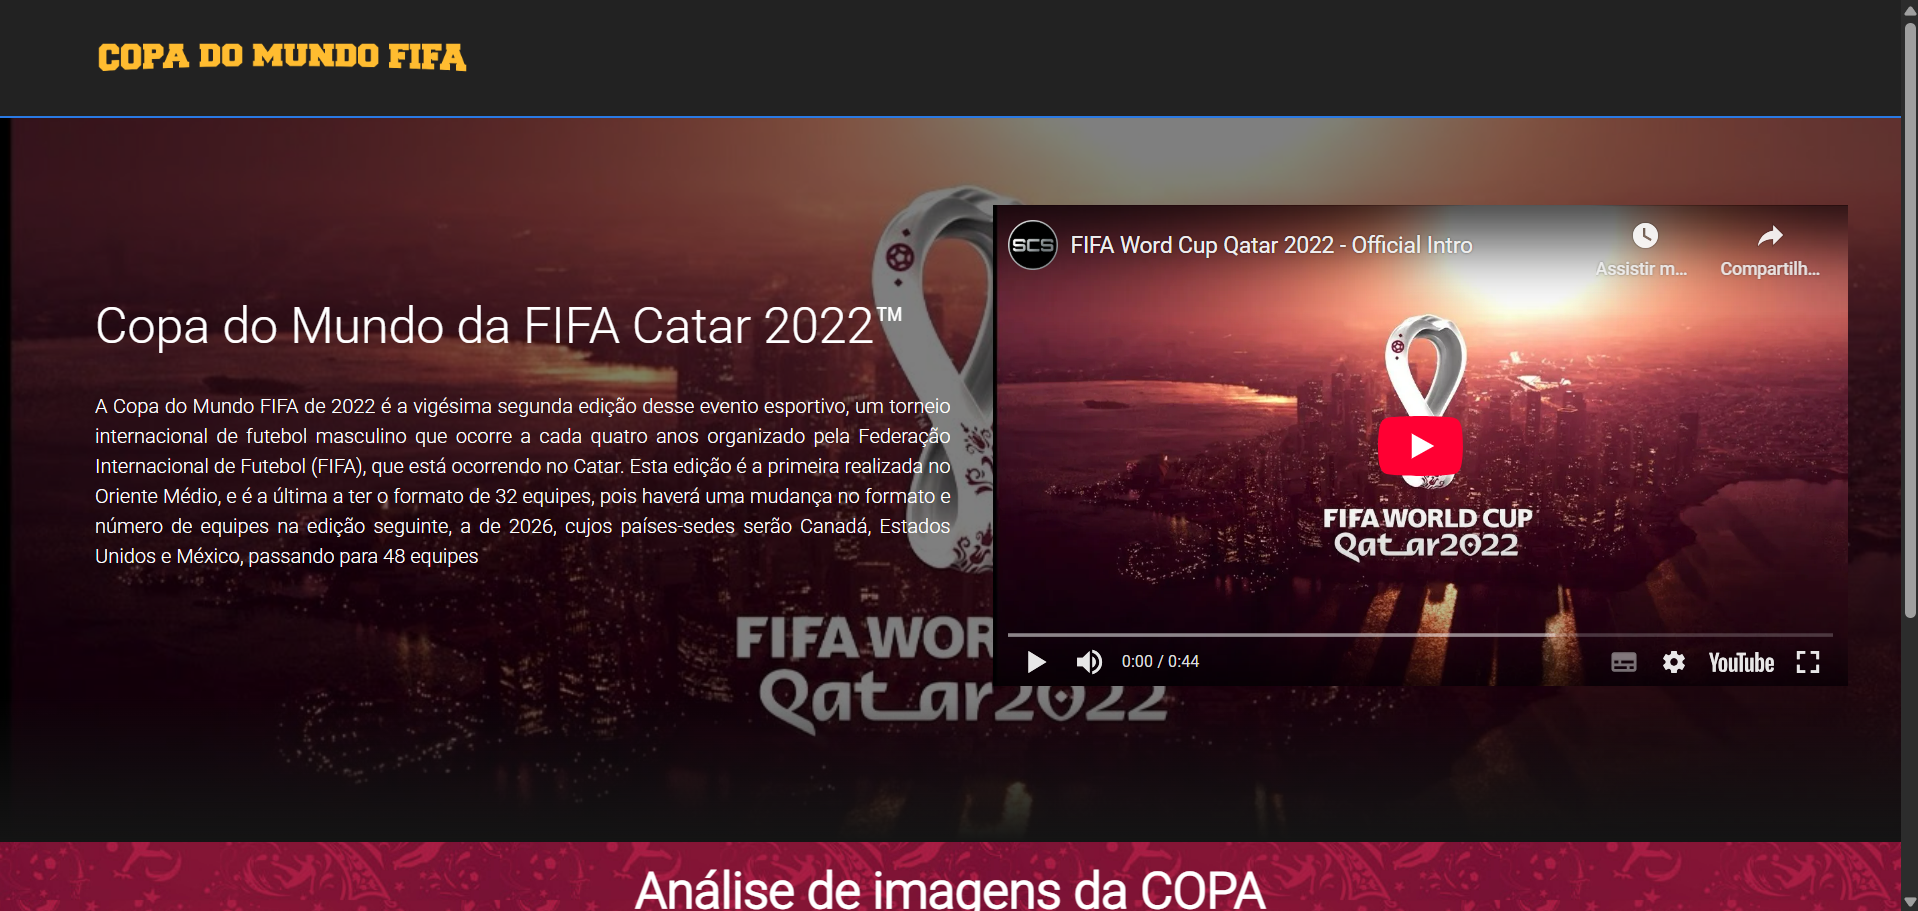 COPA DO MUNDO FIFA
Copa do Mundo da FIFA Catar 2022™
A Copa do Mundo FIFA de 2022 é a vigésima segunda edição desse evento esportivo, um torneio
internacional de futebol masculino que ocorre a cada quatro anos organizado pela Federação
Internacional de Futebol (FIFA), que está ocorrendo no Catar. Esta edição é a primeira realizada no
Oriente Médio, e é a última a ter o formato de 32 equipes, pois haverá uma mudança no formato e
número de equipes na edição seguinte, a de 2026, cujos países-sedes serão Canadá, Estados
Unidos e México, passando para 48 equipes
SCS
FIFA Word Cup Qatar 2022 - Official Intro
Assistir m...
Compartilh...
FIFA WORLD CUP
Qatar2022
0:00 / 0:44
YouTube
FIFA WOR
Qatar2022
Análise de imagens da COPA